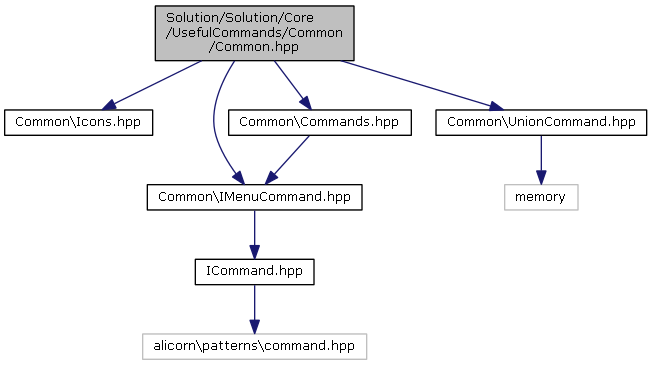 Solution/Solution/Core
/UsefulCommands/Common
/Common.hpp
Common\Icons.hpp
Common\Commands.hpp
Common\UnionCommand.hpp
Common\IMenuCommand.hpp
memory
ICommand.hpp
alicorn\patterns\command.hpp